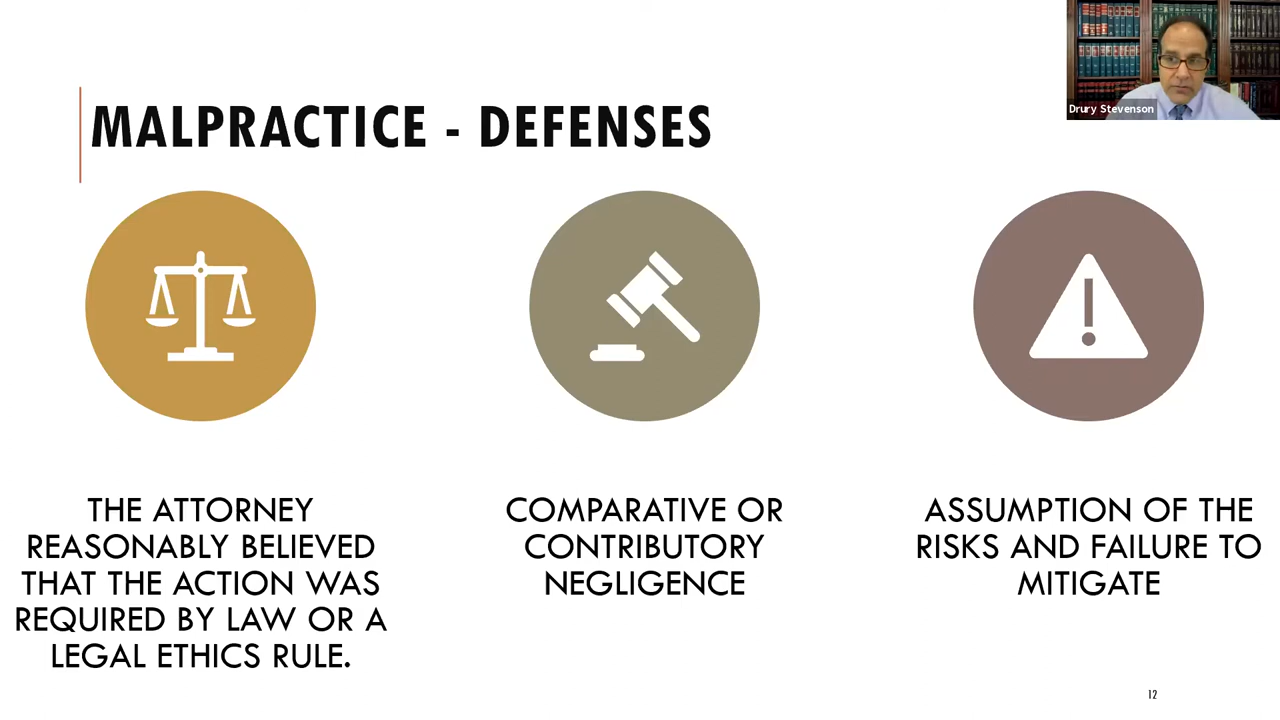 Drury Stevenson
MALPRACTICE - DEFENSES
THE ATTORNEY
REASONABLY BELIEVED
THAT THE ACTION WAS
REQUIRED BY LAW OR A
LEGAL ETHICS RULE.
COMPARATIVE OR
CONTRIBUTORY
NEGLIGENCE
ASSUMPTION OF THE
RISKS AND FAILURE TO
MITIGATE
12